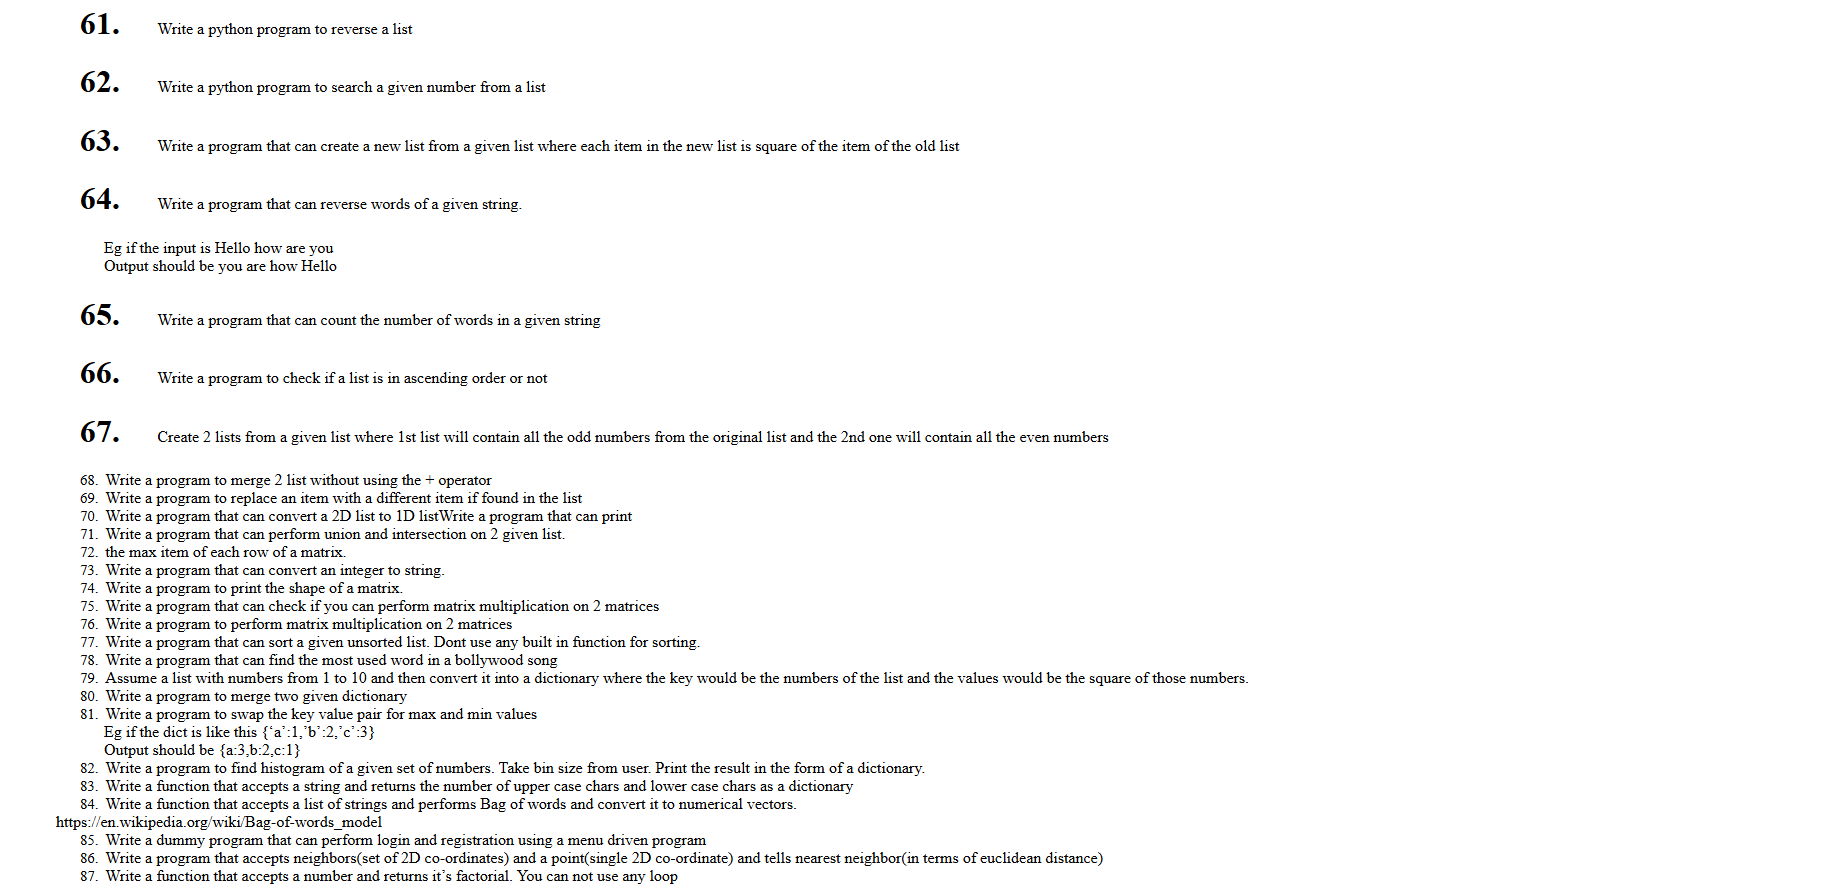 61. Write a python program to reverse a list
62. Write a python program to search a given number from a list
63. Write a program that can create a new list from a given list where each item in the new list is square of the item of the old list
64. Write a program that can reverse words of a given string.
Eg if the input is Hello how are you
Output should be you are how Hello
65. Write a program that can count the number of words in a given string
66. Write a program to check if a list is in ascending order or not
67. Create 2 lists from a given list where 1st list will contain all the odd numbers from the original list and the 2nd one will contain all the even numbers
68. Write a program to merge 2 list without using the + operator
69. Write a program to replace an item with a different item if found in the list
70. Write a program that can convert a 2D list to 1D listWrite a program that can print
71. Write a program that can perform union and intersection on 2 given list.
72. the max item of each row of a matrix.
73. Write a program that can convert an integer to string.
74. Write a program to print the shape of a matrix.
75. Write a program that can check if you can perform matrix multiplication on 2 matrices
76. Write a program to perform matrix multiplication on 2 matrices
77. Write a program that can sort a given unsorted list. Dont use any built in function for sorting.
78. Write a program that can find the most used word in a bollywood song
79. Assume a list with numbers from 1 to 10 and then convert it into a dictionary where the key would be the numbers of the list and the values would be the square of those numbers.
80. Write a program to merge two given dictionary
81. Write a program to swap the key value pair for max and min values
Eg if the dict is like this {‘a’:1,’b’:2,’c’:3}
Output should be {a:3,b:2,c:1}
82. Write a program to find histogram of a given set of numbers. Take bin size from user. Print the result in the form of a dictionary.
83. Write a function that accepts a string and returns the number of upper case chars and lower case chars as a dictionary
84. Write a function that accepts a list of strings and performs Bag of words and convert it to numerical vectors.
https://en.wikipedia.org/wiki/Bag-of-words_model
85. Write a dummy program that can perform login and registration using a menu driven program
86. Write a program that accepts neighbors(set of 2D co-ordinates) and a point(single 2D co-ordinate) and tells nearest neighbor(in terms of euclidean distance)
87. Write a function that accepts a number and returns it’s factorial. You can not use any loop